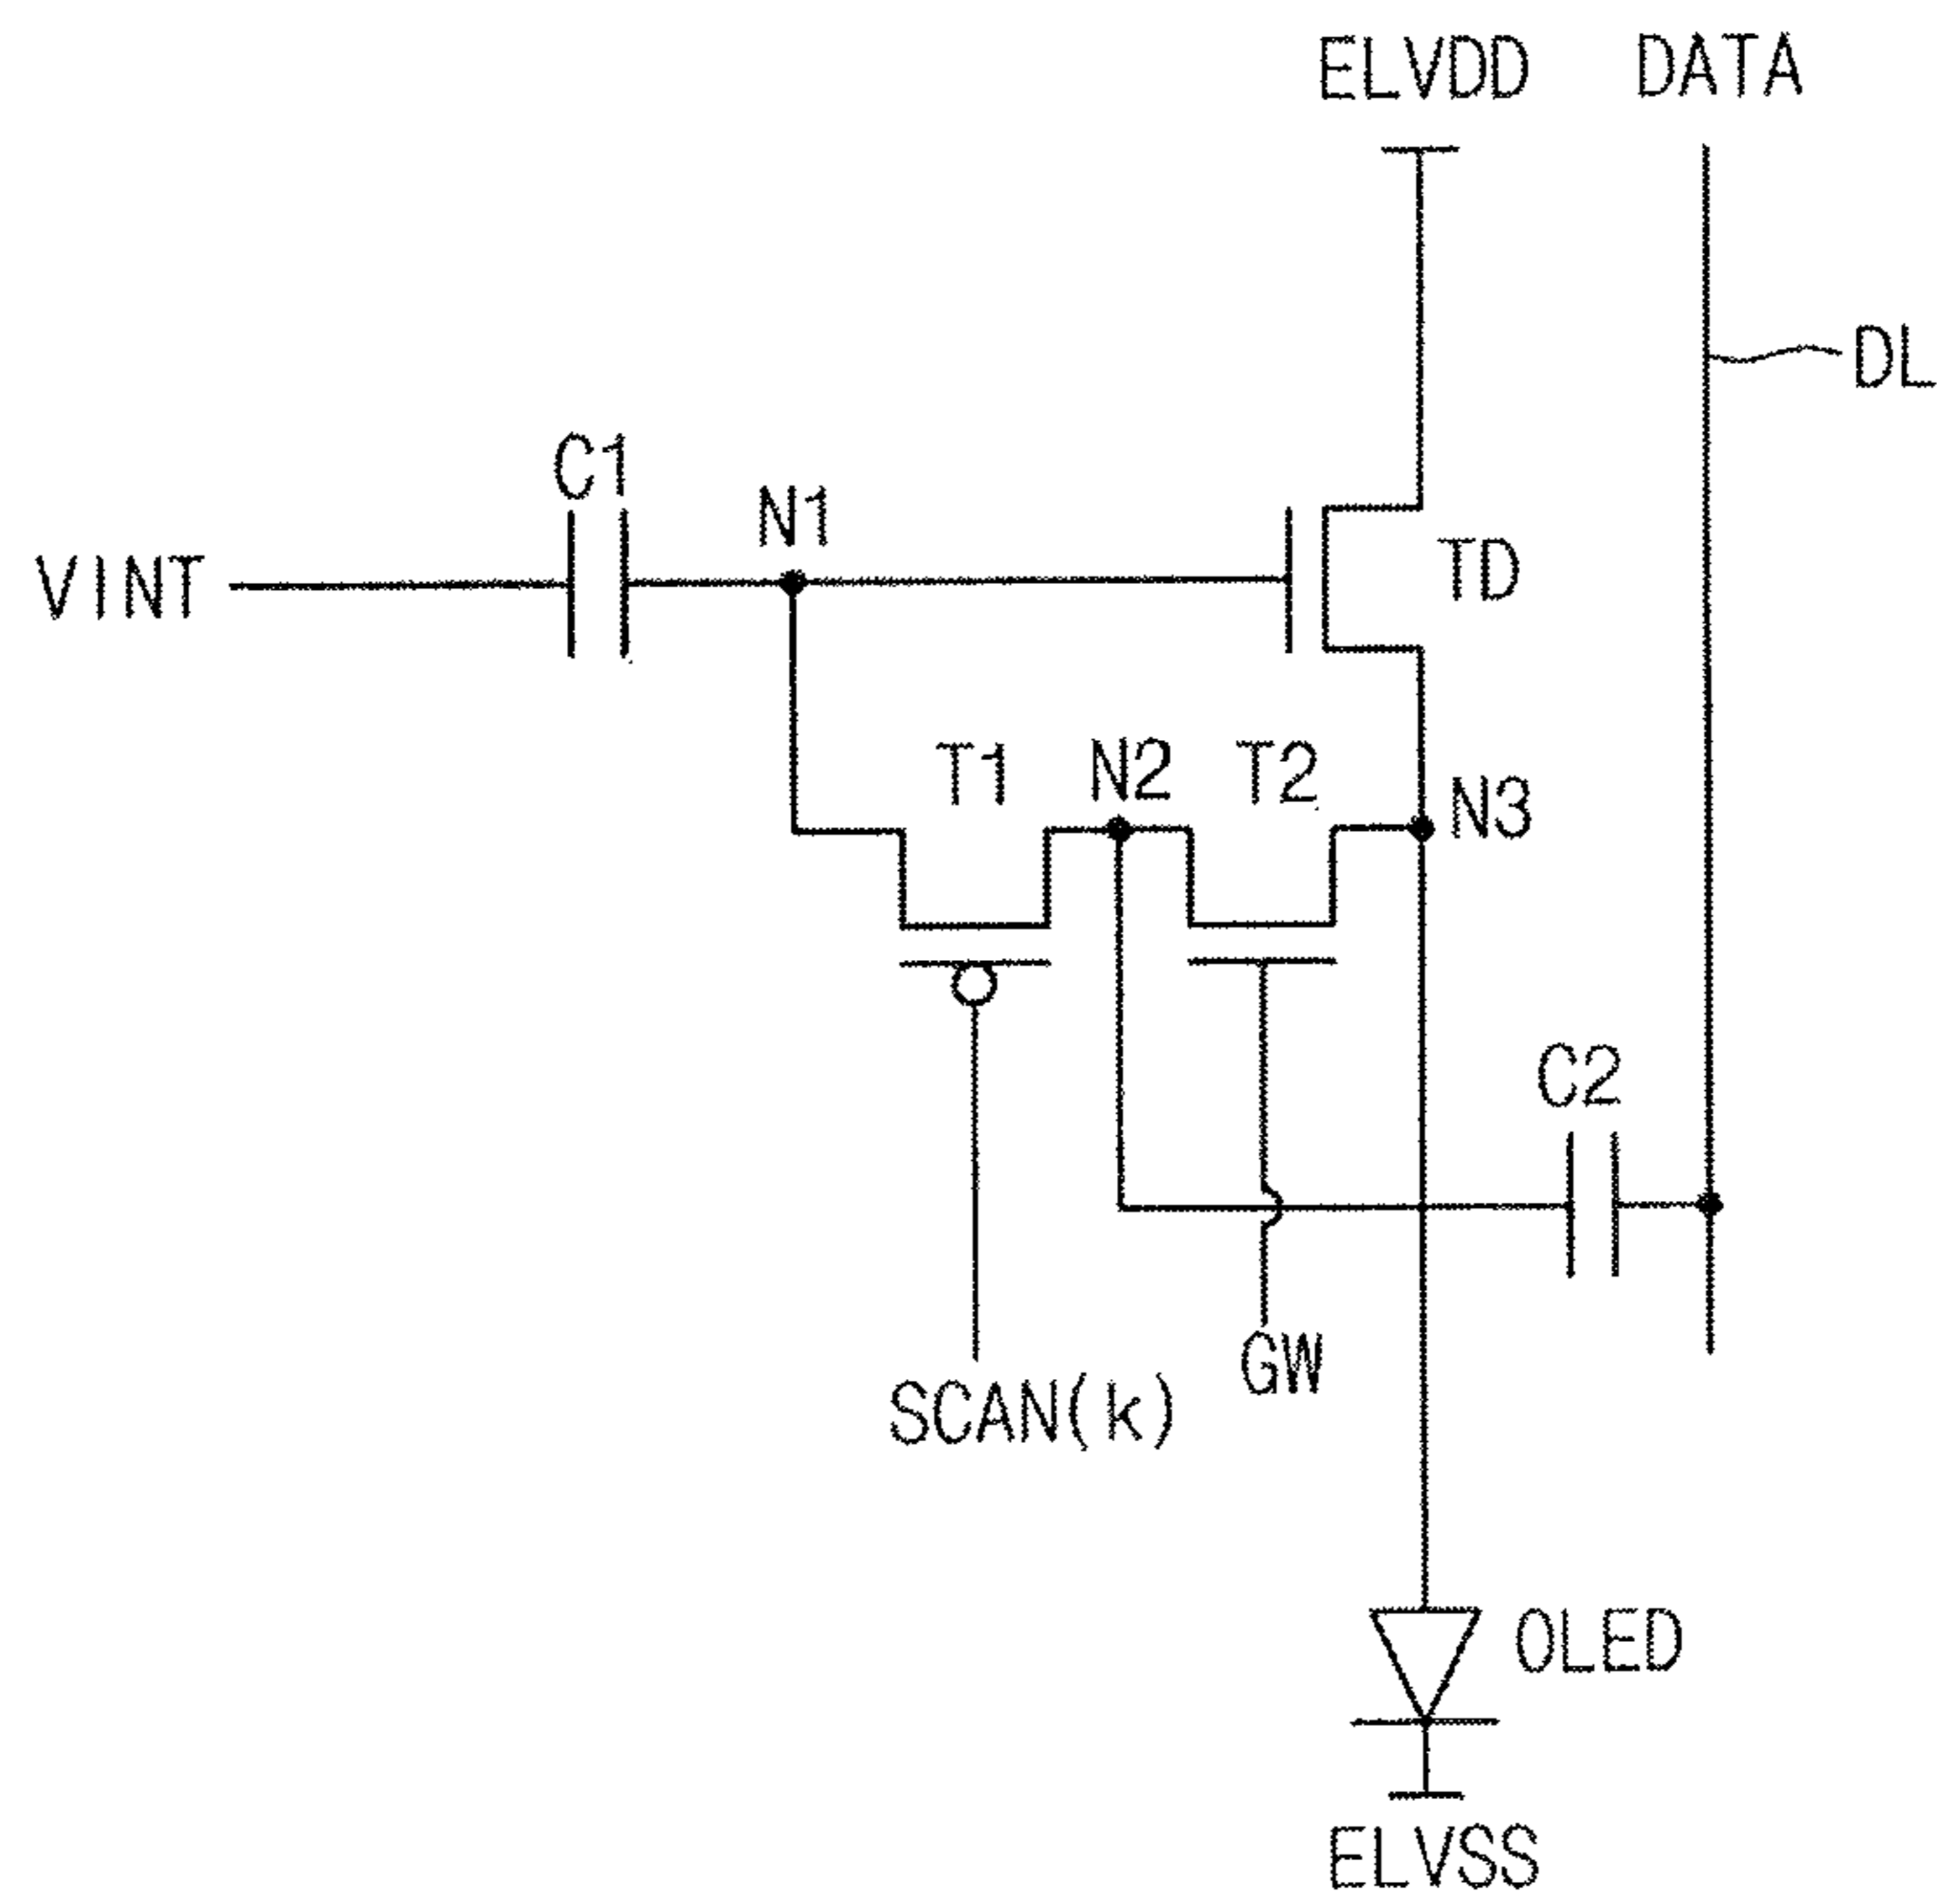 ELVDD
DATA
DL
C1
N1
VINT
TD
T1
N2
T2
N3
C2
GW
SCAN(k)
OLED
ELVSS